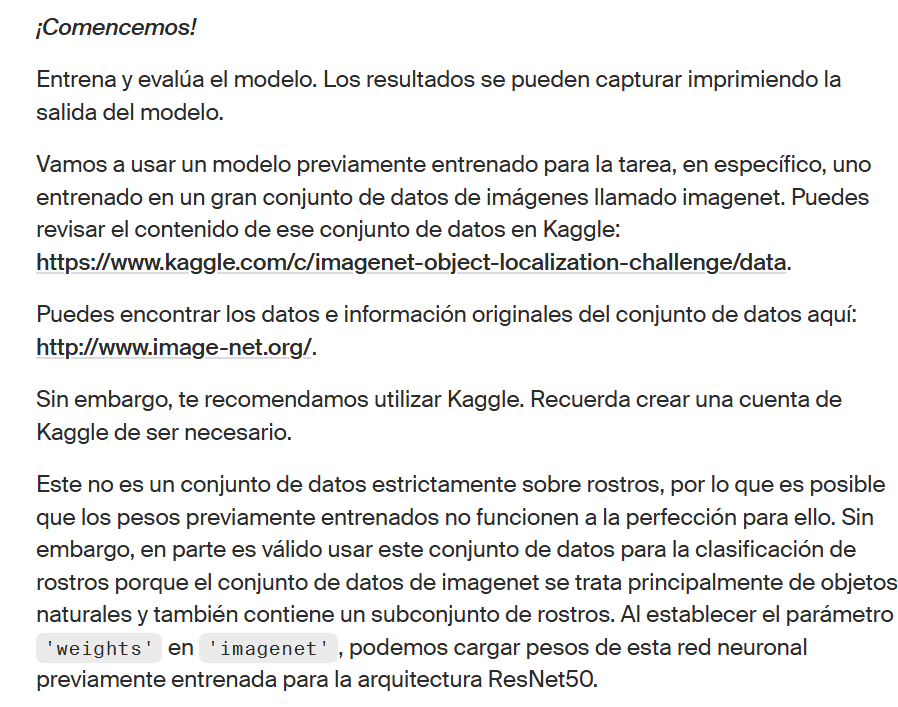 ¡Comencemos!
Entrena y evalúa el modelo. Los resultados se pueden capturar imprimiendo la
salida del modelo.
Vamos a usar un modelo previamente entrenado para la tarea, en específico, uno
entrenado en un gran conjunto de datos de imágenes llamado imagenet. Puedes
revisar el contenido de ese conjunto de datos en Kaggle:
https://www.kaggle.com/c/imagenet-object-localization-challenge/data.
Puedes encontrar los datos e información originales del conjunto de datos aquí:
http://www.image-net.org/.
Sin embargo, te recomendamos utilizar Kaggle. Recuerda crear una cuenta de
Kaggle de ser necesario.
Este no es un conjunto de datos estrictamente sobre rostros, por lo que es posible
que los pesos previamente entrenados no funcionen a la perfección para ello. Sin
embargo, en parte es válido usar este conjunto de datos para la clasificación de
rostros porque el conjunto de datos de imagenet se trata principalmente de objetos
naturales y también contiene un subconjunto de rostros. Al establecer el parámetro
'weights' en 'imagenet', podemos cargar pesos de esta red neuronal
previamente entrenada para la arquitectura ResNet50.